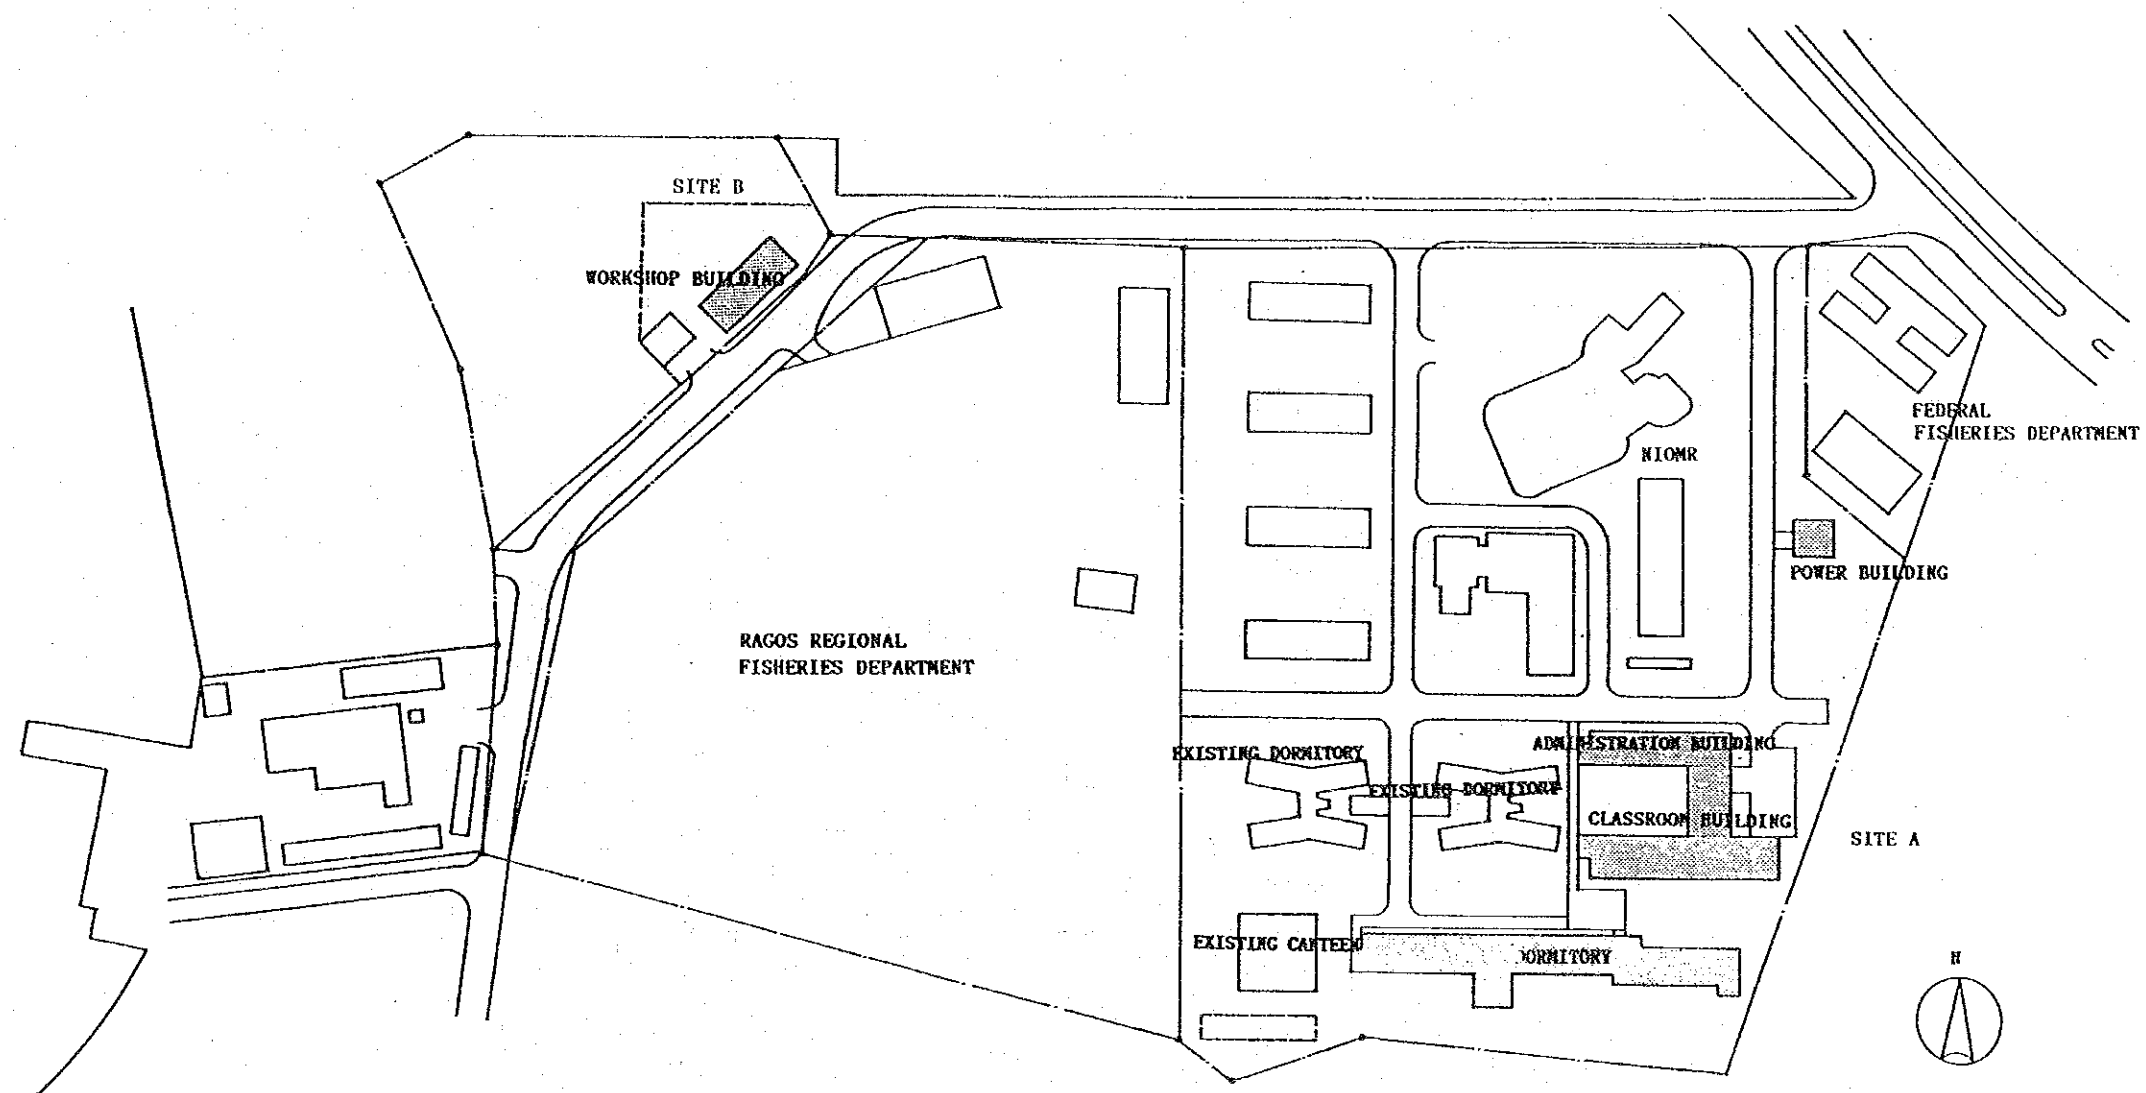 SITE B
WORKSHOP BUILDING
FEDERAL
FISHERIES DEPARTMENT
NIOMR
POWER BUILDING
RAGOS REGIONAL
FISHERIES DEPARTMENT
EXISTING DORMITORY
ADMINISTRATION BUILDING
EXISTING DORMITORY
CLASSROOM BUILDING
SITE A
EXISTING CANTEEN
DORMITORY
N